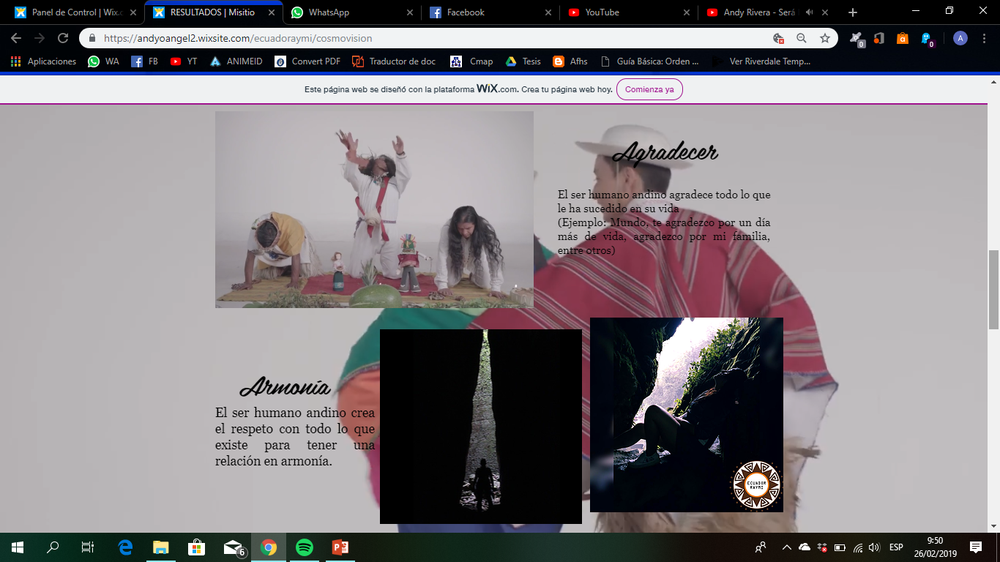 Panel de Control | Wix.c
RESULTADOS | Misitio
WhatsApp
Facebook
YouTube
Andy Rivera - Será
https://andyoangel2.wixsite.com/ecuadoraymi/cosmovision
0
0
A
Aplicaciones
WA
FB
YT
ANIMEID
Convert PDF
Traductor de doc
Cmap
Tesis
Afhs
Guía Básica: Orden ...
Ver Riverdale Temp...
Este página web se diseñó con la plataforma WiX.com. Crea tu página web hoy.
Comienza ya
Agradecer
El ser humano andino agradece todo lo que
le ha sucedido en su vida
(Ejemplo: Mundo, te agradezco por un día
más de vida, agradezco por mi familia,
entre otros)
Armonía
El ser humano andino crea
el respeto con todo lo que
existe para tener una
relación en armonía.
ECUADOR
RAYMI
6
ESP
9:50
26/02/2019